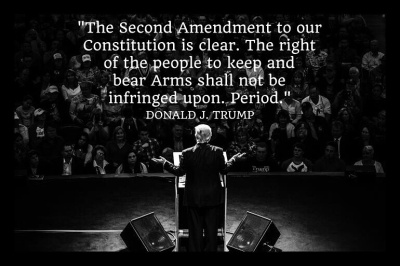 "The Second Amendment to our
Constitution is clear. The right
of the people to keep and
bear Arms shall not be
infringed upon. Period."
DONALD J. TRUMP